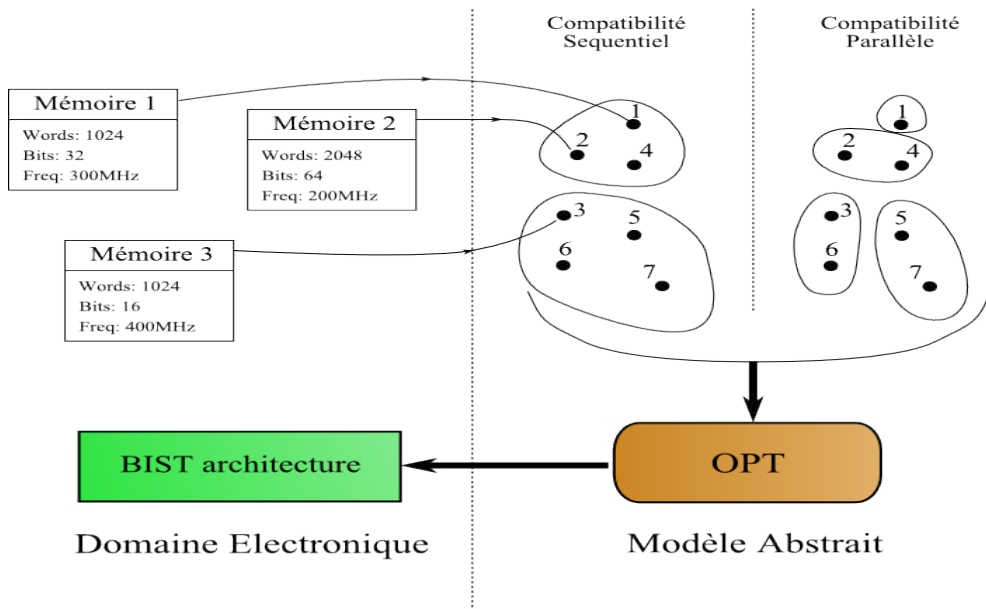 Compatibilité
Sequentiel
Compatibilité
Parallèle
Mémoire 1
Words: 1024
Bits: 32
Freq: 300MHz
Mémoire 2
Words: 2048
Bits: 64
Freq: 200MHz
Mémoire 3
Words: 1024
Bits: 16
Freq: 400MHz
1
2
4
3
5
6
7
1
2
4
3
5
6
7
BIST architecture
OPT
Domaine Electronique
Modèle Abstrait